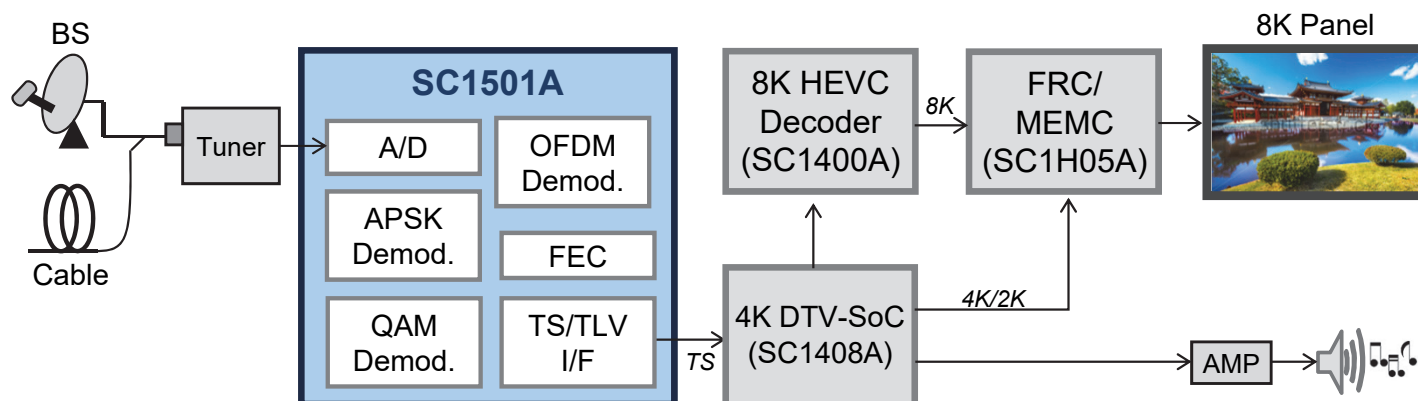 BS
Cable
Tuner
SC1501A
A/D
OFDM
Demod.
APSK
Demod.
FEC
QAM
Demod.
TS/TLV
I/F
TS
8K HEVC
Decoder
(SC1400A)
8K
FRC/
MEMC
(SC1H05A)
8K Panel
4K DTV-SoC
(SC1408A)
4K/2K
AMP